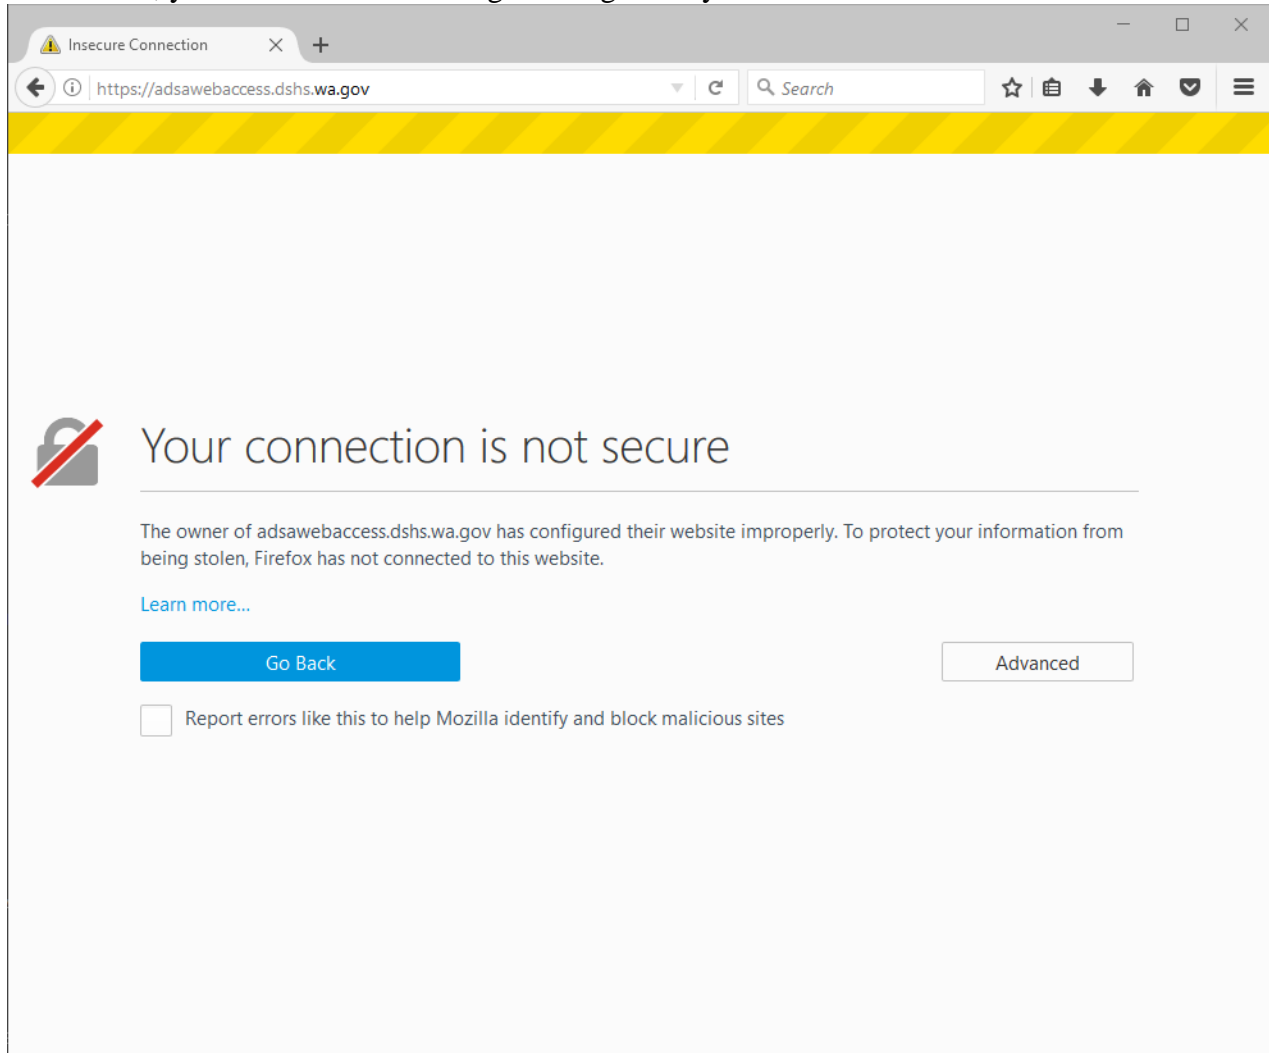 Insecure Connection
https://adsawebaccess.dshs.wa.gov
Search
Your connection is not secure
The owner of adsawebaccess.dshs.wa.gov has configured their website improperly. To protect your information from
being stolen, Firefox has not connected to this website.
Learn more...
Go Back
Advanced
Report errors like this to help Mozilla identify and block malicious sites